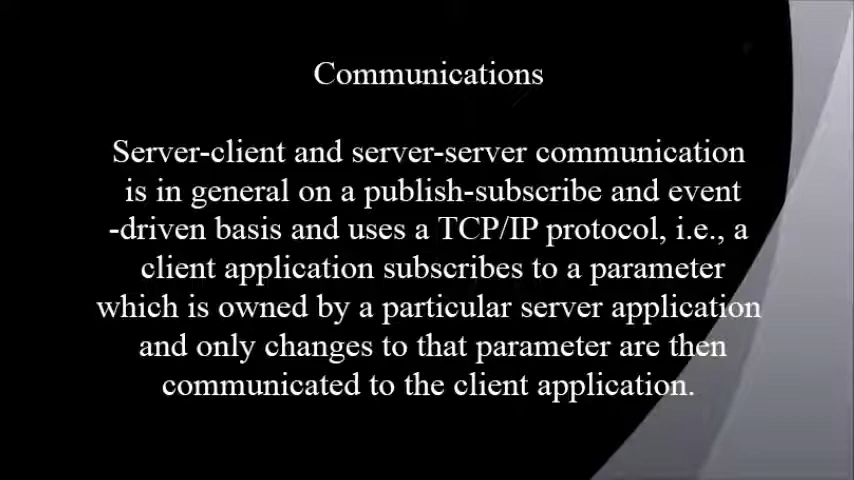 Communications
Server-client and server-server communication
is in general on a publish-subscribe and event
-driven basis and uses a TCP/IP protocol, i.e., a
client application subscribes to a parameter
which is owned by a particular server application
and only changes to that parameter are then
communicated to the client application.